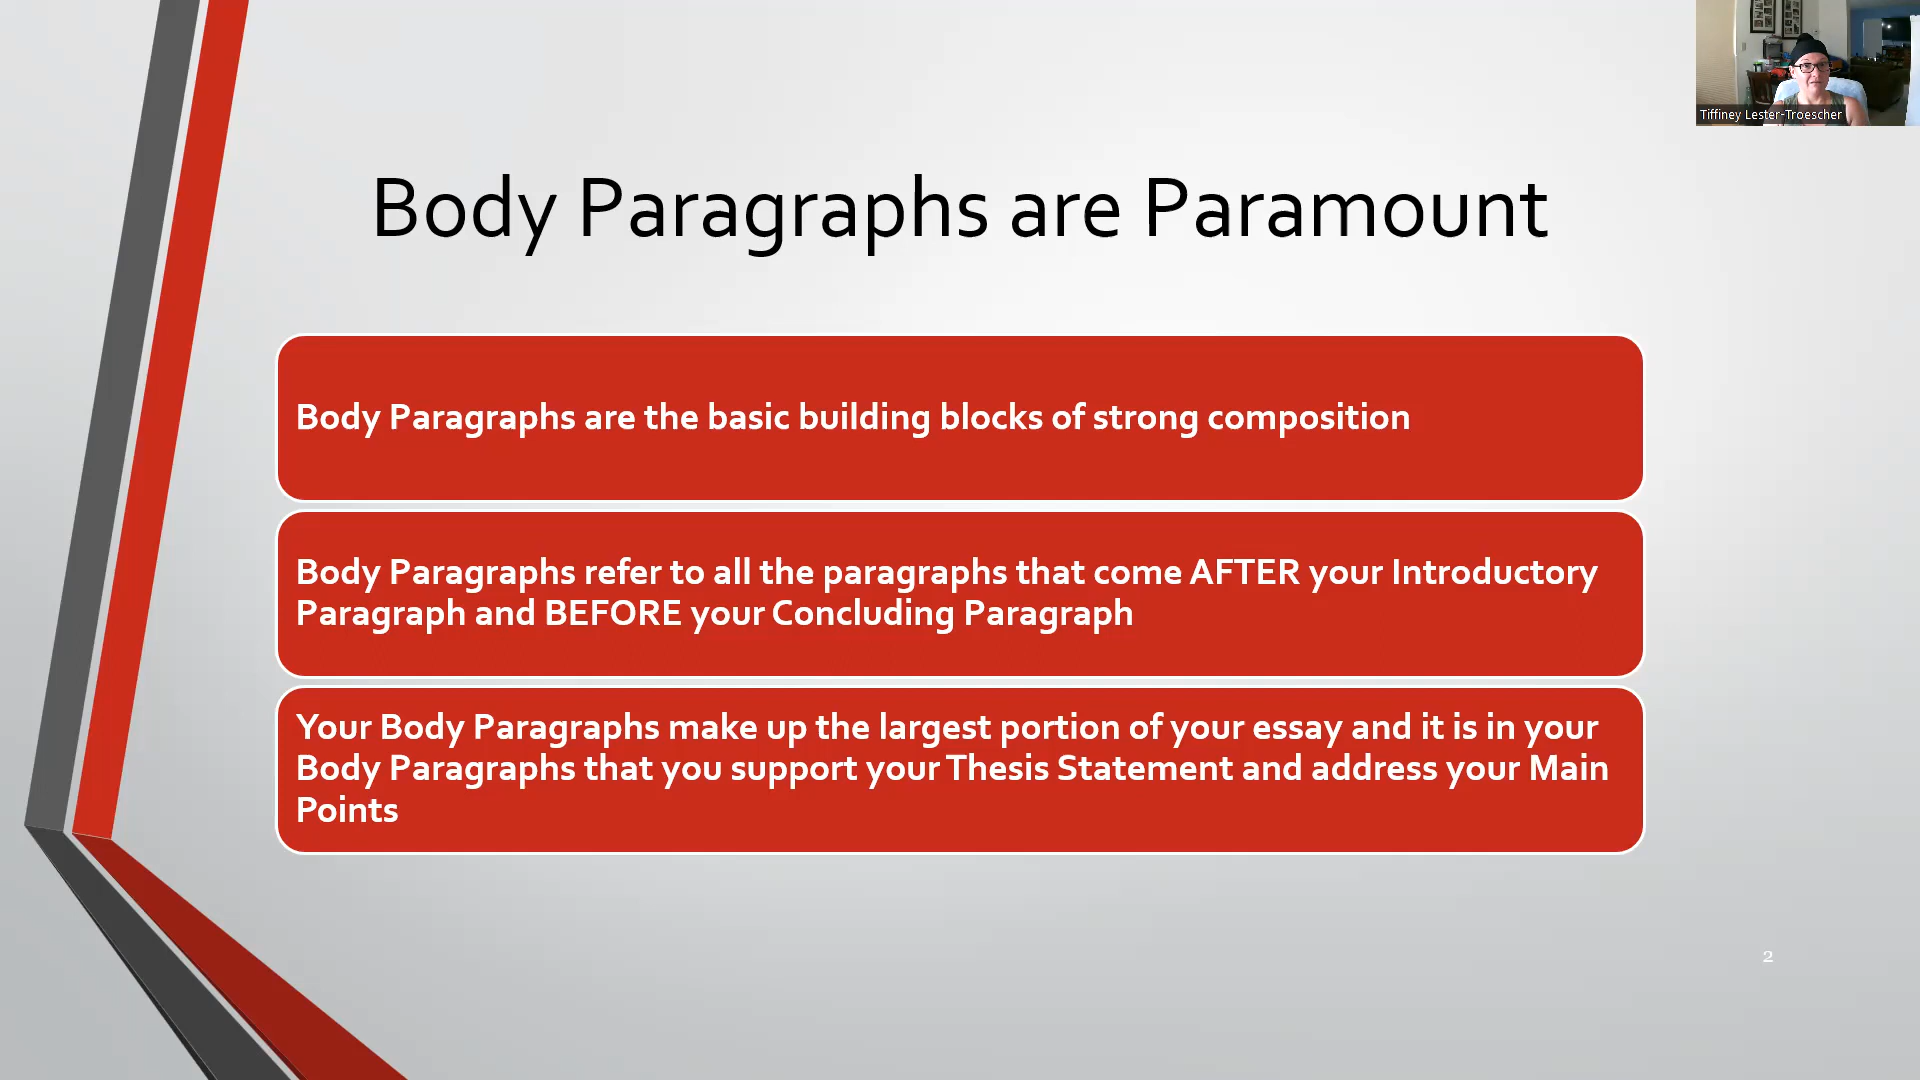 Tiffiney Lester-Troescher
Body Paragraphs are Paramount
Body Paragraphs are the basic building blocks of strong composition
Body Paragraphs refer to all the paragraphs that come AFTER your Introductory
Paragraph and BEFORE your Concluding Paragraph
Your Body Paragraphs make up the largest portion of your essay and it is in your
Body Paragraphs that you support your Thesis Statement and address your Main
Points
2